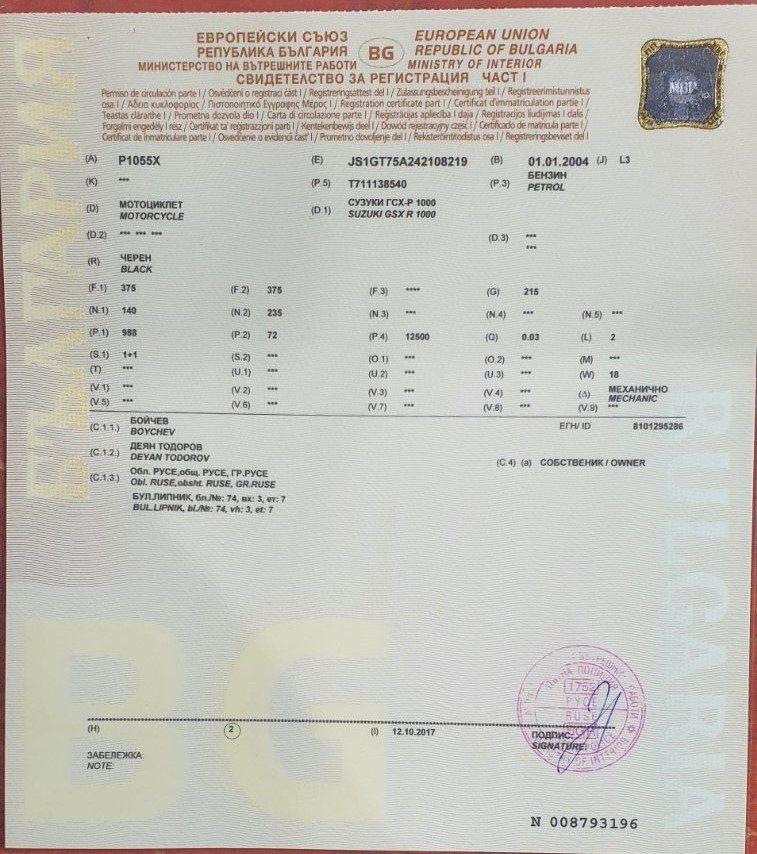 ЕВРОПЕЙСКИ СЪЮЗ EUROPEAN UNION
РЕПУБЛИКА БЪЛГАРИЯ BG REPUBLIC OF BULGARIA
МИНИСТЕРСТВО НА ВЪТРЕШНИТЕ РАБОТИ MINISTRY OF INTERIOR
СВИДЕТЕЛСТВО ЗА РЕГИСТРАЦИЯ ЧАСТ I
Permiso de circulación parte I / Osvědčení o registraci část I / Registreringsattest del I / Zulassungsbescheinigung teil I / Registreerimistunnistus
osa I / Άδεια κυκλοφορίας / Πιστοποιητικό Εγγραφής Μέρος I / Registration certificate part I / Certificat d'immatriculation partie I /
Teastas cláraithe I / Prometna dozvola dio I / Carta di circolazione parte I / Reģistrācijas apliecība I daļa / Registracijos liudijimas I dalis /
Forgalmi engedély I rész / Ċertifikat ta' reġistrazzjoni parti I / Kentekenbewijs deel I / Dowód rejestracyjny część I / Certificado de matrícula parte I /
Certificat de înmatriculare partea I / Osvedčenie o evidencii časť I / Prometno dovoljenje del I / Rekisteröintitodistus osa I / Registreringsbeviset del I
БЪЛГАРИЯ
(A) P1055X (E) JS1GT75A242108219 (B) 01.01.2004 (J) L3
(K) *** (P.5) T711138540 (P.3) БЕНЗИН
PETROL
(D) МОТОЦИКЛЕТ (D.1) СУЗУКИ ГСХ-Р 1000
MOTORCYCLE SUZUKI GSX R 1000
(D.2) *** *** *** (D.3) ***
***
(R) ЧЕРЕН
BLACK
(F.1) 375 (F.2) 375 (F.3) **** (G) 215
(N.1) 140 (N.2) 235 (N.3) *** (N.4) *** (N.5) ***
(P.1) 988 (P.2) 72 (P.4) 12500 (Q) 0.03 (L) 2
(S.1) 1+1 (S.2) *** (O.1) *** (O.2) *** (M) ***
(T) *** (U.1) *** (U.2) *** (U.3) *** (W) 18
(V.1) *** (V.2) *** (V.3) *** (V.4) *** (Δ) МЕХАНИЧНО
MECHANIC
(V.5) *** (V.6) *** (V.7) *** (V.8) *** (V.9) ***
(C.1.1.) БОЙЧЕВ ЕГН/ ID 8101295286
BOYCHEV
(C.1.2.) ДЕЯН ТОДОРОВ
DEYAN TODOROV (C.4) (a) СОБСТВЕНИК / OWNER
(C.1.3.) Обл. РУСЕ,общ. РУСЕ, ГР.РУСЕ
Obl. RUSE,obsht. RUSE, GR.RUSE
БУЛ.ЛИПНИК, бл./№: 74, вх: 3, ет: 7
BUL.LIPNIK, bl./№: 74, vh: 3, et: 7
BULGARIA
BG
(H) 2 (I) 12.10.2017 ПОДПИС:
SIGNATURE:
ЗАБЕЛЕЖКА:
NOTE:
1752
РУСЕ
RUSE
N 008793196